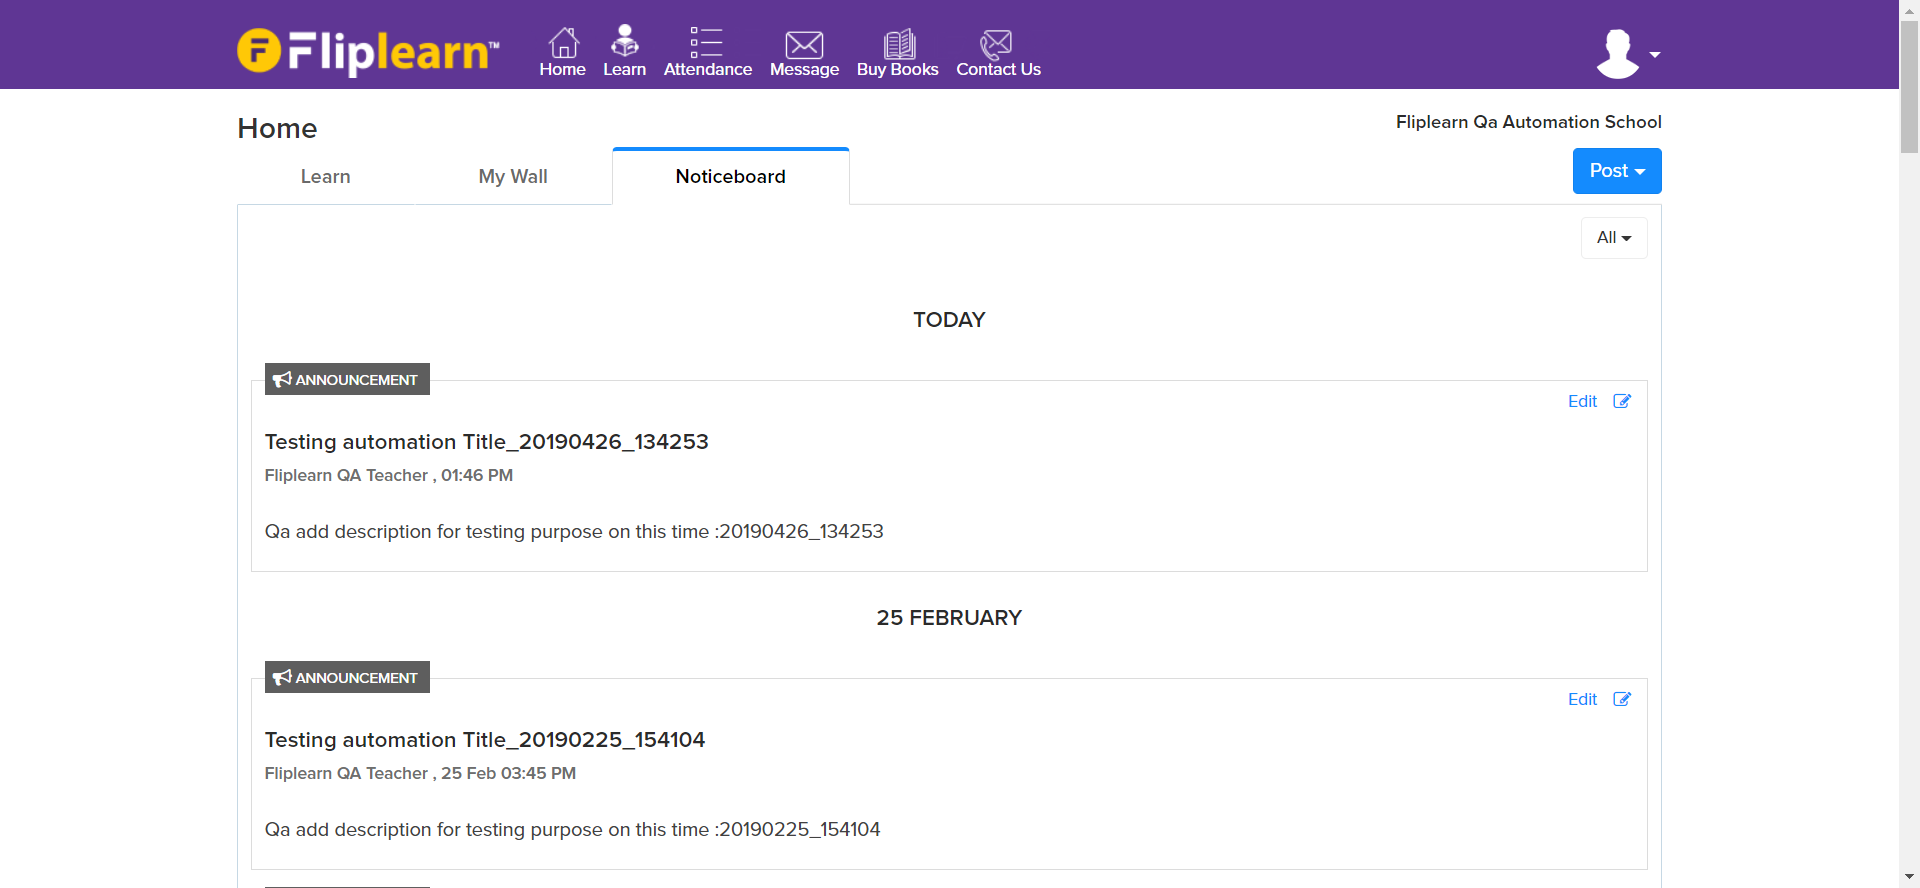 Fliplearn™
Home Learn Attendance Message Buy Books Contact Us
Home
Fliplearn Qa Automation School
Learn My Wall Noticeboard
Post
All
TODAY
ANNOUNCEMENT
Edit
Testing automation Title_20190426_134253
Fliplearn QA Teacher , 01:46 PM
Qa add description for testing purpose on this time :20190426_134253
25 FEBRUARY
ANNOUNCEMENT
Edit
Testing automation Title_20190225_154104
Fliplearn QA Teacher , 25 Feb 03:45 PM
Qa add description for testing purpose on this time :20190225_154104